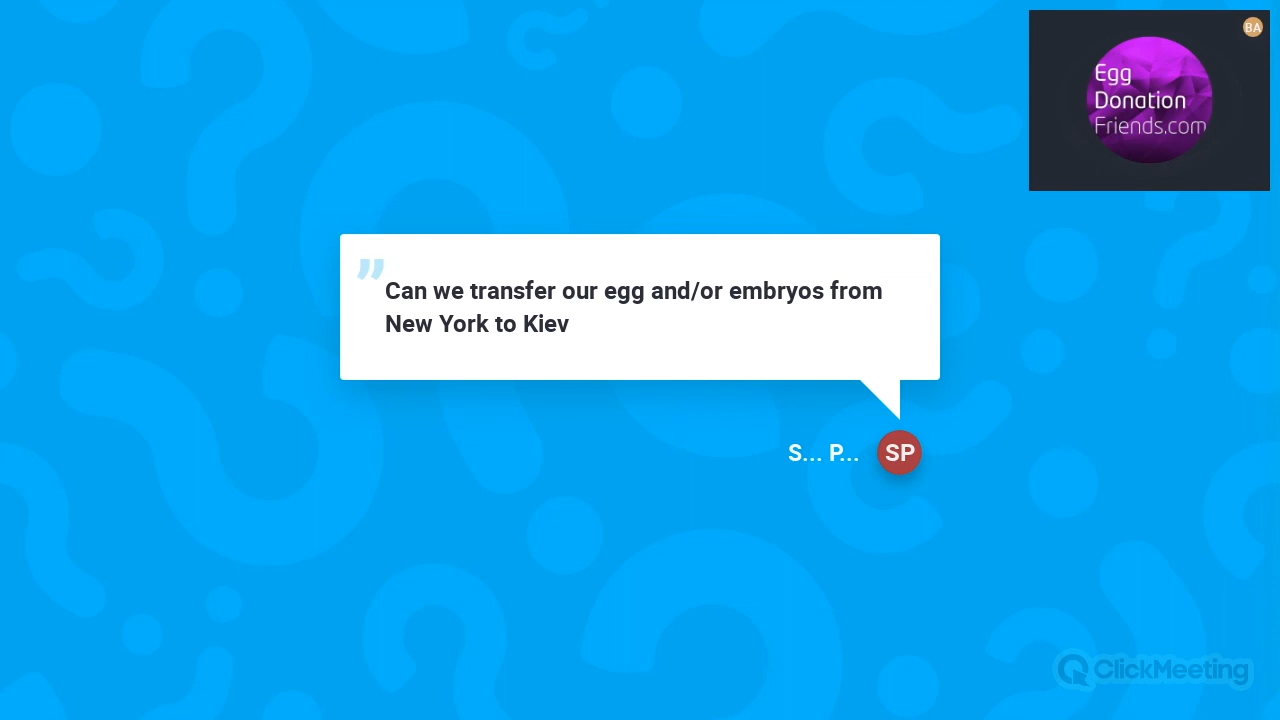 BA
Egg
Donation
Friends.com
”
Can we transfer our egg and/or embryos from
New York to Kiev
S... P... SP
ClickMeeting